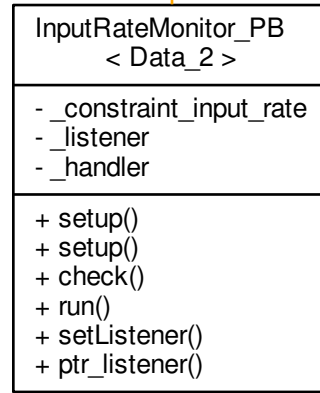 InputRateMonitor_PB
< Data_2 >
- _constraint_input_rate
- _listener
- _handler
+ setup()
+ setup()
+ check()
+ run()
+ setListener()
+ ptr_listener()